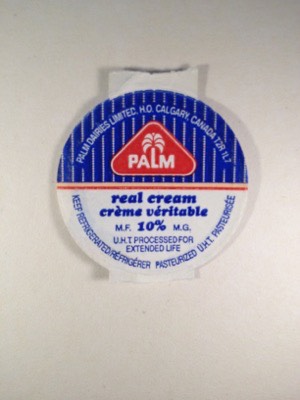 PALM DAIRIES LIMITED, H.O. CALGARY, CANADA T2R 1L7
PALM
real cream
crème véritable
M.F. 10% M.G.
U.H.T. PROCESSED FOR
EXTENDED LIFE
KEEP REFRIGERATED/RÉFRIGÉRER PASTEURIZED U.H.T. PASTEURISÉE